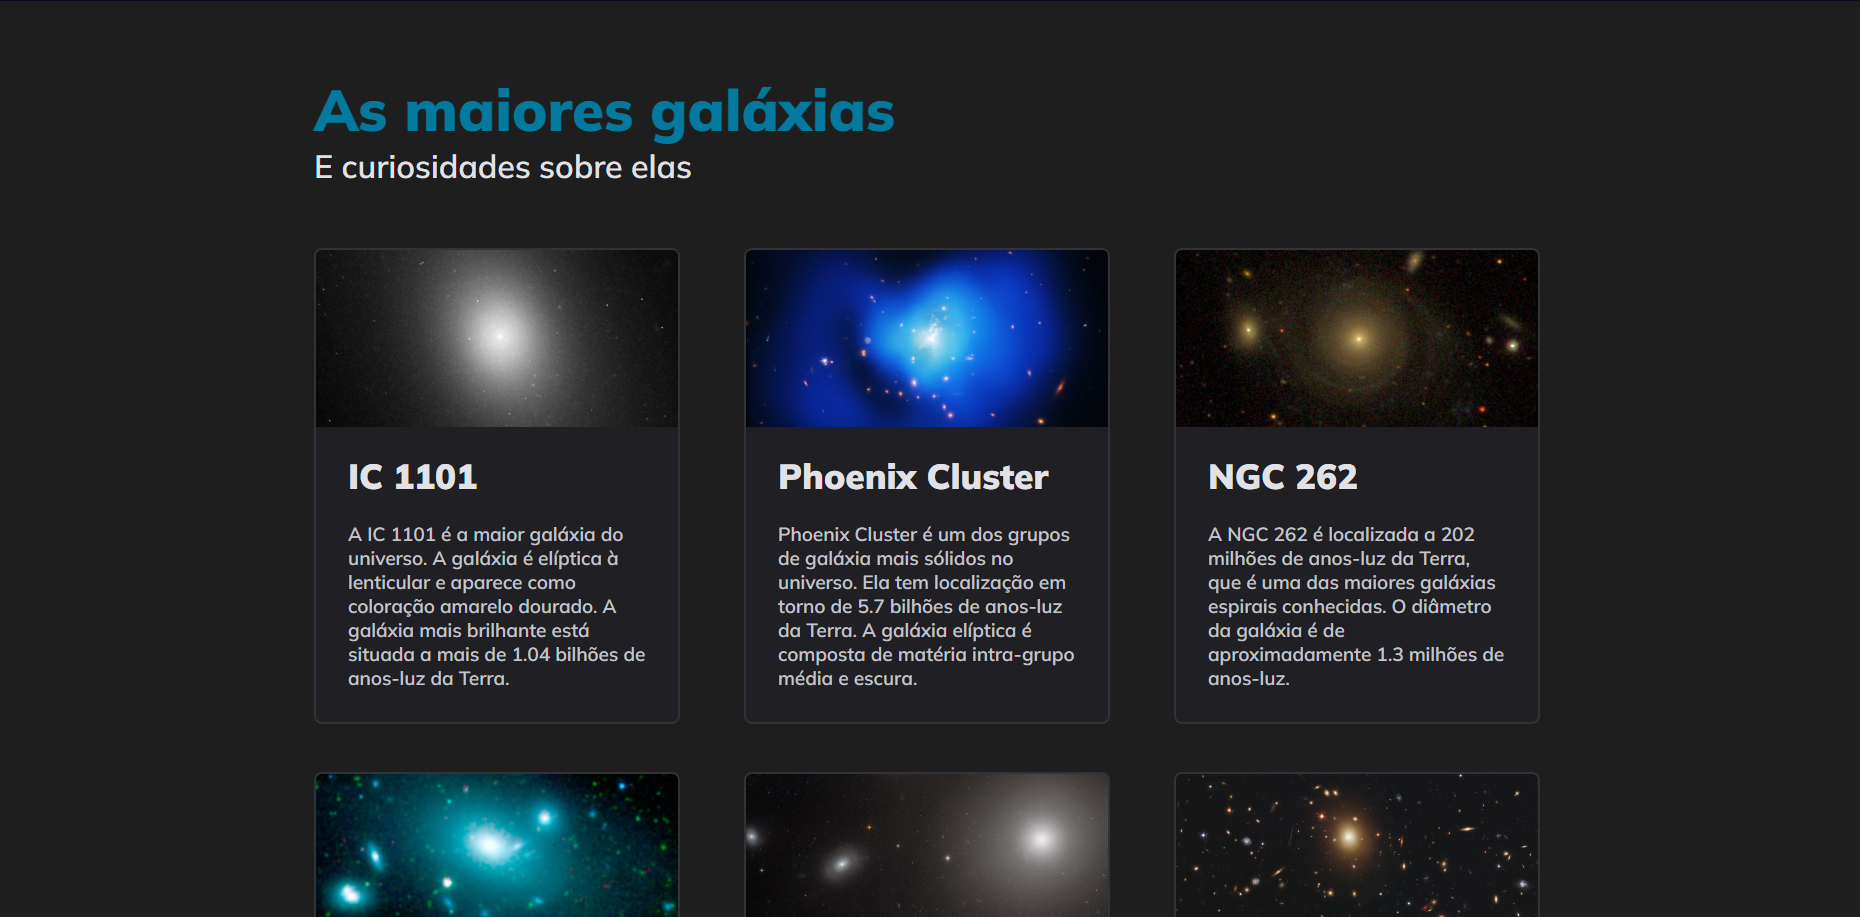 As maiores galáxias
E curiosidades sobre elas
IC 1101
A IC 1101 é a maior galáxia do
universo. A galáxia é elíptica à
lenticular e aparece como
coloração amarelo dourado. A
galáxia mais brilhante está
situada a mais de 1.04 bilhões de
anos-luz da Terra.
Phoenix Cluster
Phoenix Cluster é um dos grupos
de galáxia mais sólidos no
universo. Ela tem localização em
torno de 5.7 bilhões de anos-luz
da Terra. A galáxia elíptica é
composta de matéria intra-grupo
média e escura.
NGC 262
A NGC 262 é localizada a 202
milhões de anos-luz da Terra,
que é uma das maiores galáxias
espirais conhecidas. O diâmetro
da galáxia é de
aproximadamente 1.3 milhões de
anos-luz.